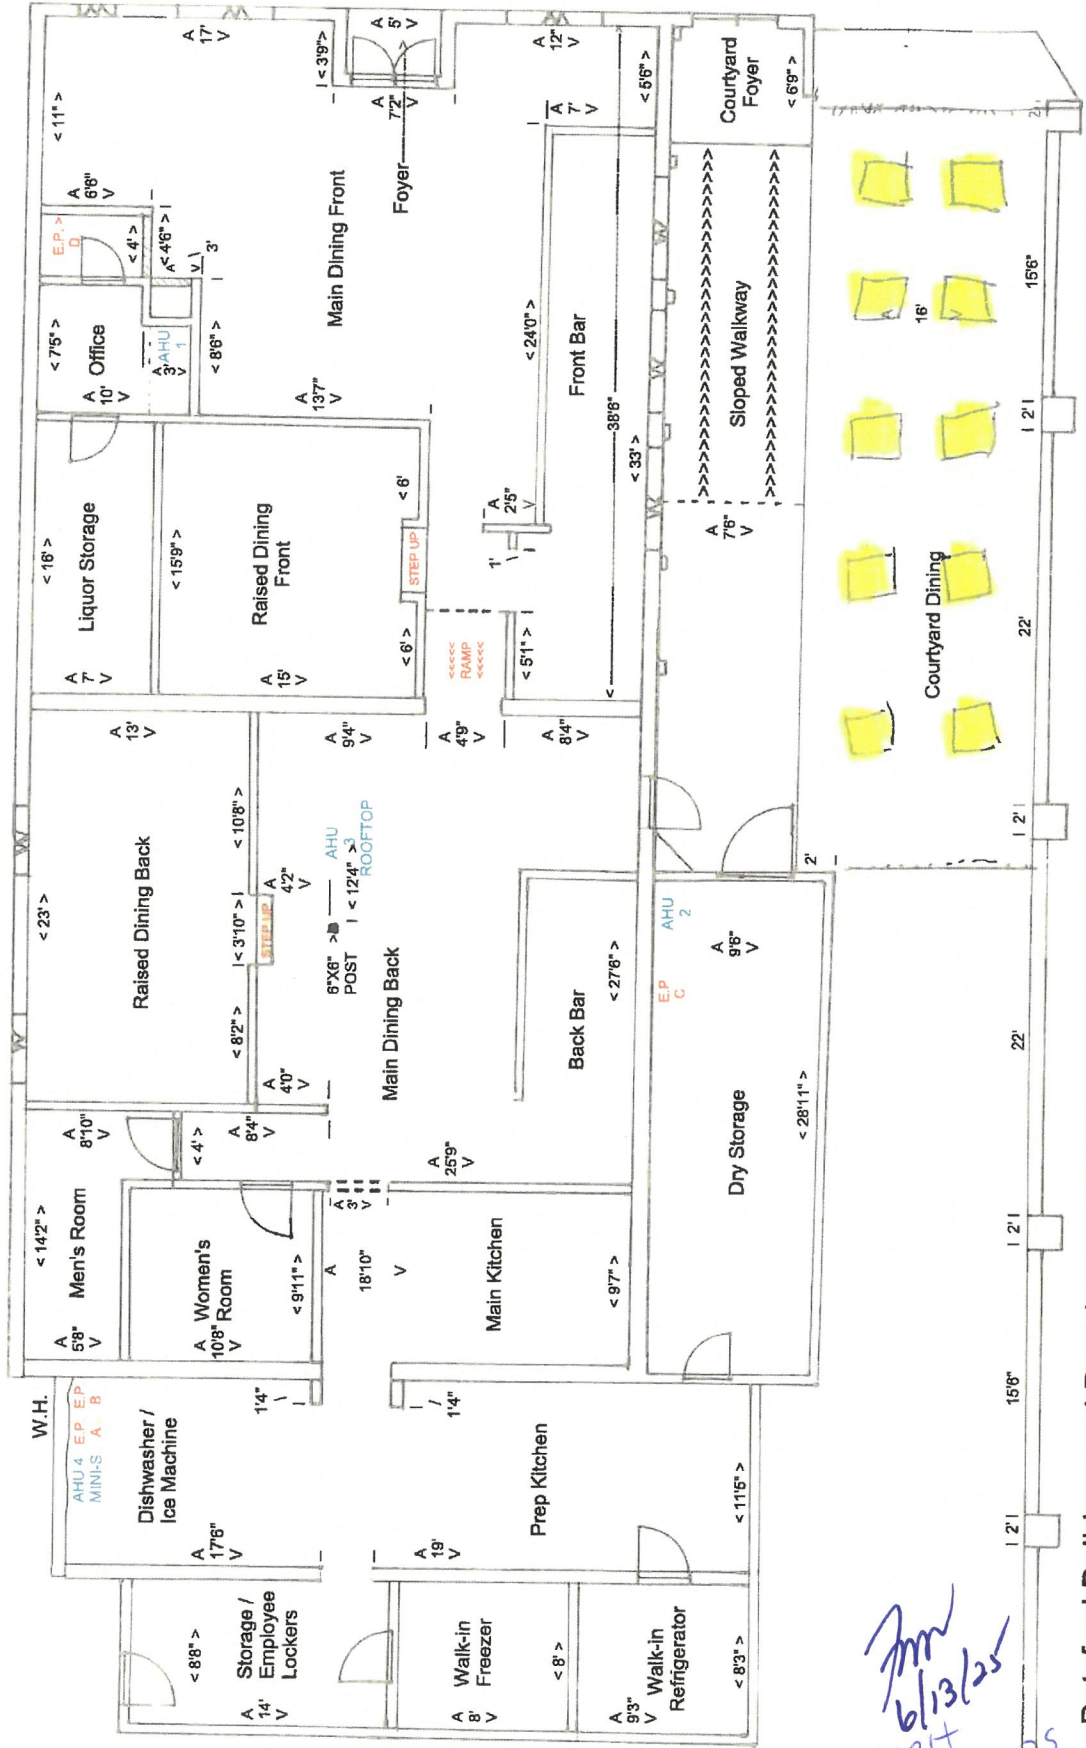 W.H.
AHU 4 E.P. E.P
MINI-S A B
Dishwasher /
Ice Machine
A
17'6"
V
1'4"
\
1'4"
/
< 8'8" >
Storage /
Employee
Lockers
A
14'
V
Walk-in
Freezer
A
8'
V
< 8' >
Walk-in
Refrigerator
A
9'3"
V
< 8'3" >
Prep Kitchen
A
19'
V
< 11'5" >
< 14'2" >
Men's Room
A
5'8"
V
A
8'10"
V
< 4' >
A
8'4"
V
Women's
Room
A
10'8"
V
< 9'11" >
A
3'
V
A
18'10"
V
Main Kitchen
< 9'7" >
A
25'9"
V
< 23' >
Raised Dining Back
A
13'
V
< 8'2" >
< 3'10" >
< 10'8" >
STEP UP
A
4'0"
V
A
4'2"
V
6"X6" >
POST
AHU
3
ROOFTOP
< 12'4" >
Main Dining Back
A
9'4"
V
A
4'9"
V
A
8'4"
V
Back Bar
< 27'6" >
< 16' >
Liquor Storage
A
7'
V
< 15'9" >
Raised Dining
Front
A
15'
V
< 6' >
STEP UP
< 6'
<<<<<
RAMP
<<<<<
< 5'1" >
1'
\
A
2'5"
V
< 7'5" >
Office
A
10'
V
AHU
1
A
3'
V
< 8'6" >
E.P. >
D
< 4' >
A
6'6"
V
< 4'6" >
A
V
\
3'
< 11" >
A
17'
V
< 3'9" >
A
5'
V
A
7'2"
V
Foyer
Main Dining Front
A
13'7"
V
A
12"
V
A
7'
V
< 5'6" >
< 24'0" >
Front Bar
<----38'6"---->
< 33' >
Courtyard
Foyer
< 6'9" >
>>>>>>>>>>>>>>>>>>>>>>>>>>
Sloped Walkway
>>>>>>>>>>>>>>>>>>>>>>>>>>
A
7'6"
V
E.P
C
AHU
2
A
9'6"
V
Dry Storage
< 28'11" >
2'
Courtyard Dining
A
16'
V
2'
15'6"
| 2' |
22'
| 2' |
22'
| 2' |
15'6"
| 2' |
6/13/25